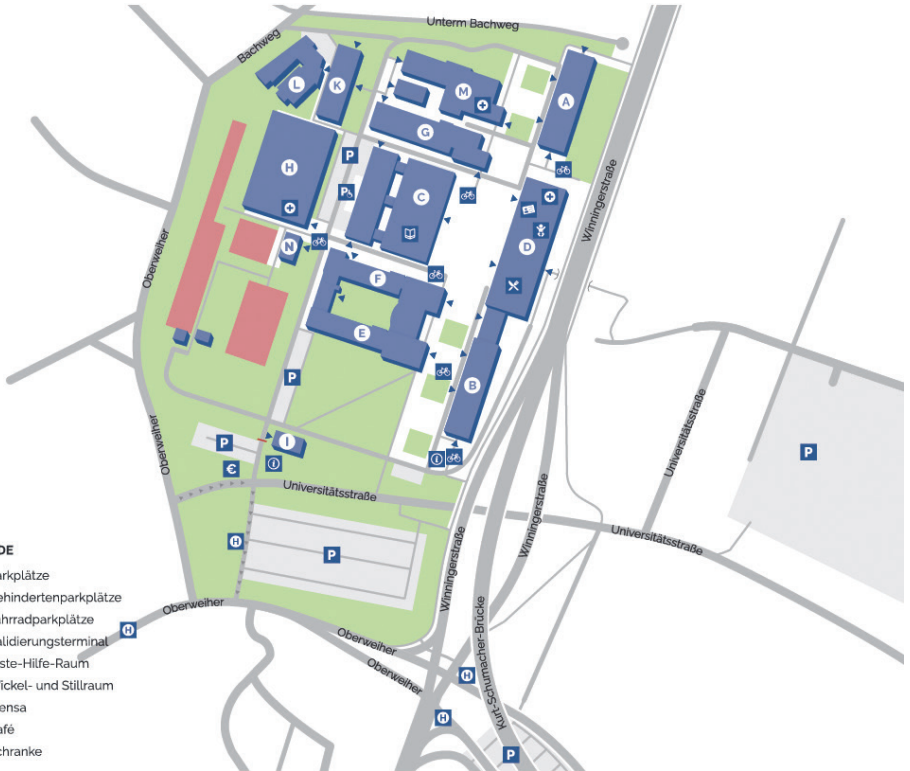 Unterm Bachweg
Bachweg
L
K
M
A
G
H
P
C
P
Winningerstraße
D
N
Oberweiher
F
E
B
P
Universitätsstraße
P
I
P
i
i
€
Oberweiher
Universitätsstraße
H
P
Winningerstraße
Winningerstraße
Universitätsstraße
DE
arkplätze
ehindertenparkplätze
ahrradparkplätze
alidierungsterminal
ste-Hilfe-Raum
ickel- und Stillraum
ensa
afé
chranke
H
Oberweiher
Oberweiher
Oberweiher
H
H
Kurt-Schumacher-Brücke
P